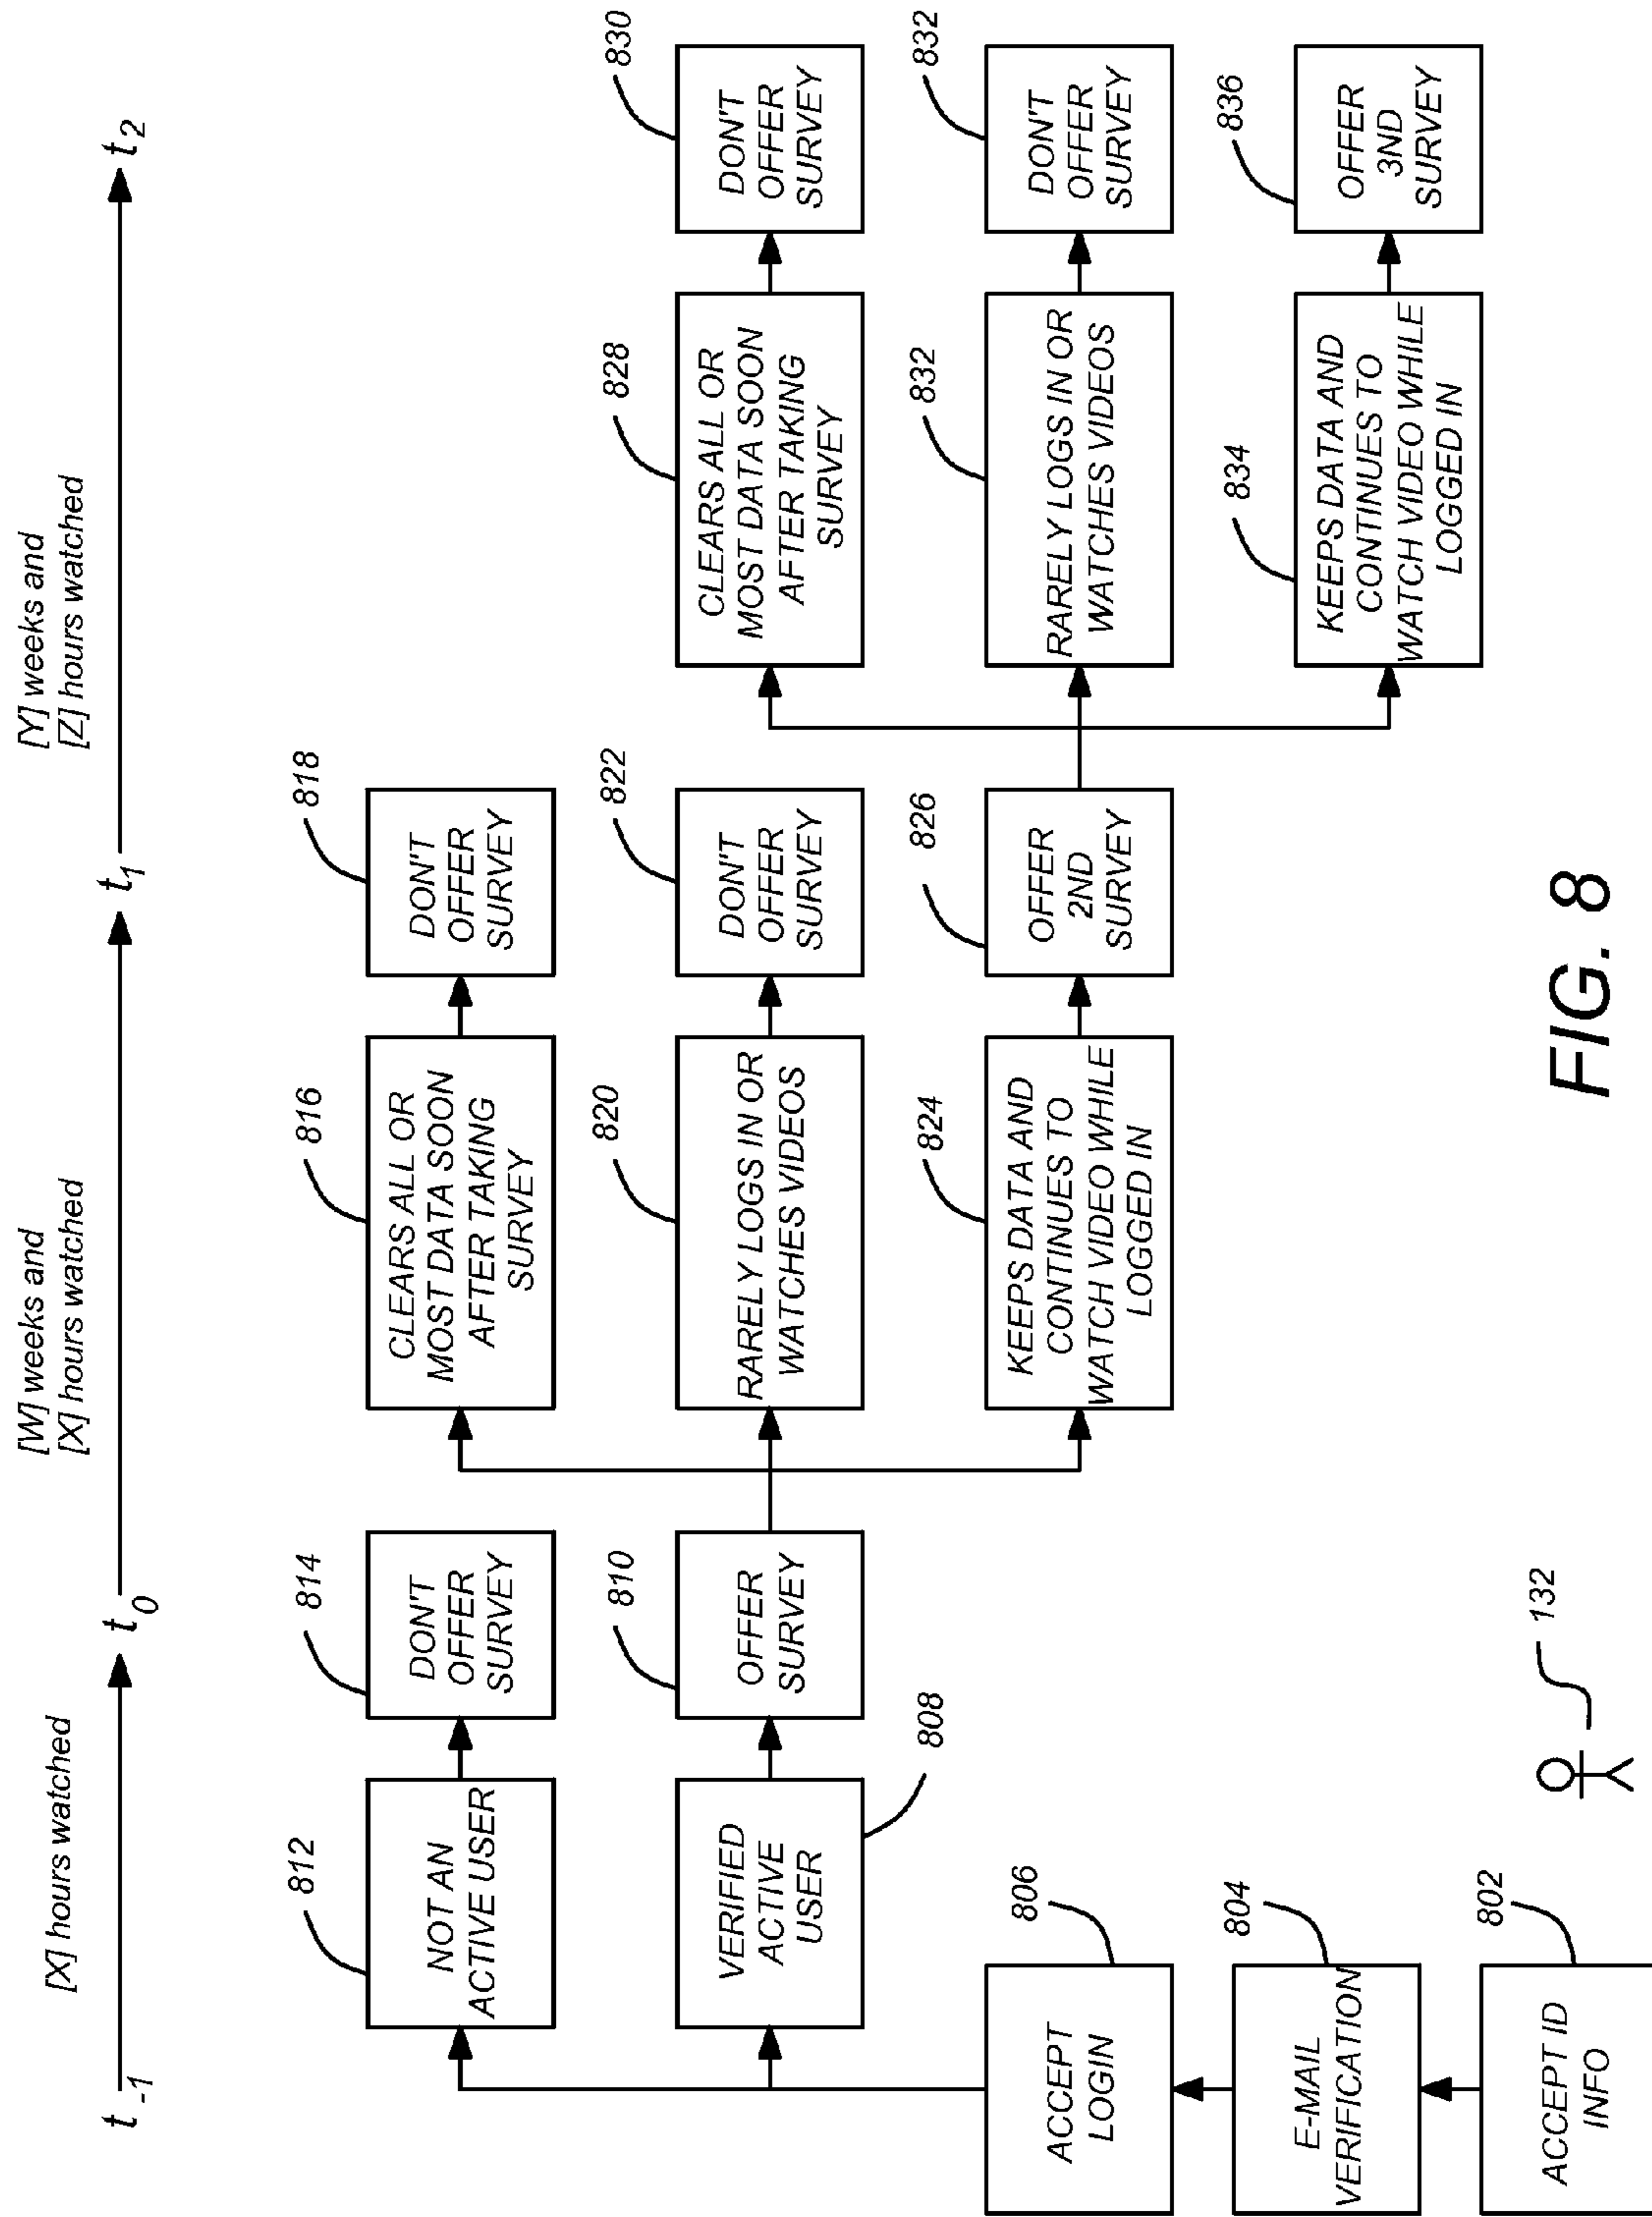 [X] hours watched
[W] weeks and
[X] hours watched
[Y] weeks and
[Z] hours watched
t-1
t0
t1
t2
812
NOT AN
ACTIVE USER
814
DON'T
OFFER
SURVEY
816
CLEARS ALL OR
MOST DATA SOON
AFTER TAKING
SURVEY
818
DON'T
OFFER
SURVEY
808
VERIFIED
ACTIVE
USER
810
OFFER
SURVEY
820
RARELY LOGS IN OR
WATCHES VIDEOS
822
DON'T
OFFER
SURVEY
828
CLEARS ALL OR
MOST DATA SOON
AFTER TAKING
SURVEY
830
DON'T
OFFER
SURVEY
806
ACCEPT
LOGIN
824
KEEPS DATA AND
CONTINUES TO
WATCH VIDEO WHILE
LOGGED IN
826
OFFER
2ND
SURVEY
832
RARELY LOGS IN OR
WATCHES VIDEOS
832
DON'T
OFFER
SURVEY
804
E-MAIL
VERIFICATION
834
KEEPS DATA AND
CONTINUES TO
WATCH VIDEO WHILE
LOGGED IN
836
OFFER
3ND
SURVEY
802
ACCEPT ID
INFO
132
FIG. 8